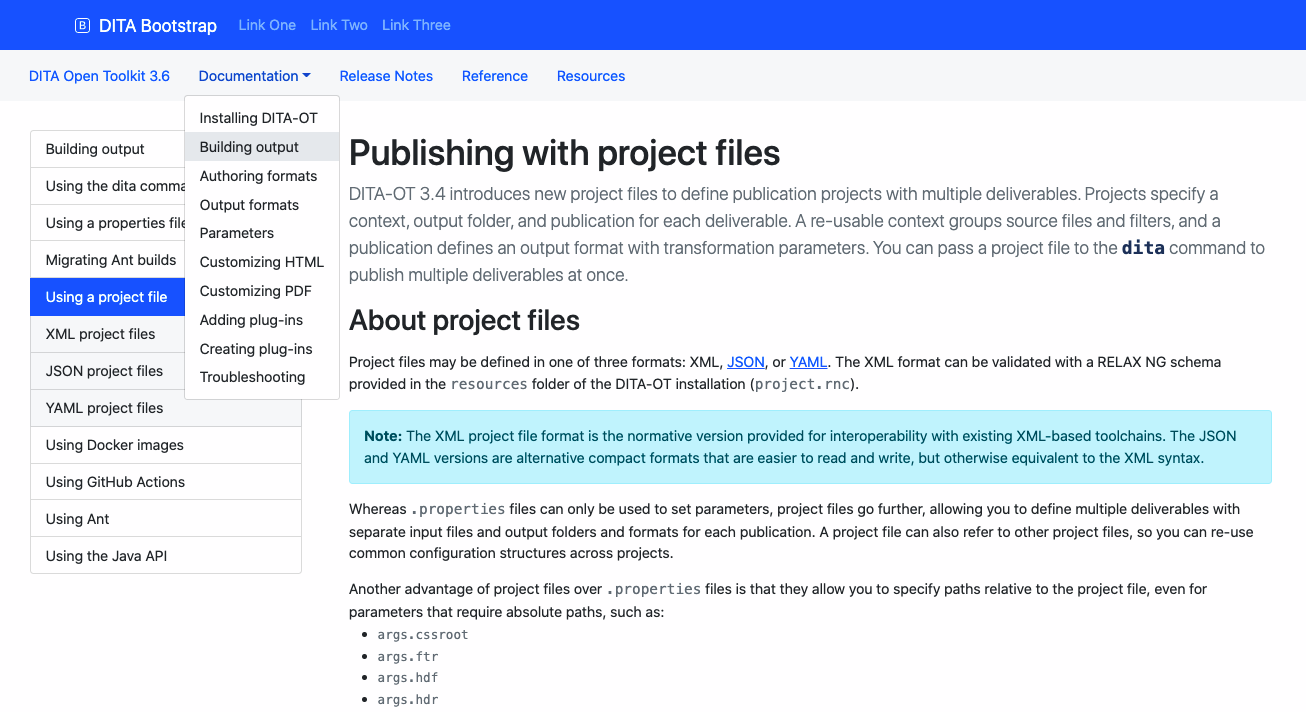 B DITA Bootstrap Link One Link Two Link Three
DITA Open Toolkit 3.6 Documentation Release Notes Reference Resources
Installing DITA-OT
Building output
Authoring formats
Output formats
Parameters
Customizing HTML
Customizing PDF
Adding plug-ins
Creating plug-ins
Troubleshooting
Building output
Using the dita comma
Using a properties file
Migrating Ant builds
Using a project file
XML project files
JSON project files
YAML project files
Using Docker images
Using GitHub Actions
Using Ant
Using the Java API
Publishing with project files
DITA-OT 3.4 introduces new project files to define publication projects with multiple deliverables. Projects specify a
context, output folder, and publication for each deliverable. A re-usable context groups source files and filters, and a
publication defines an output format with transformation parameters. You can pass a project file to the dita command to
publish multiple deliverables at once.
About project files
Project files may be defined in one of three formats: XML, JSON, or YAML. The XML format can be validated with a RELAX NG schema
provided in the resources folder of the DITA-OT installation (project.rnc).
Note: The XML project file format is the normative version provided for interoperability with existing XML-based toolchains. The JSON
and YAML versions are alternative compact formats that are easier to read and write, but otherwise equivalent to the XML syntax.
Whereas .properties files can only be used to set parameters, project files go further, allowing you to define multiple deliverables with
separate input files and output folders and formats for each publication. A project file can also refer to other project files, so you can re-use
common configuration structures across projects.
Another advantage of project files over .properties files is that they allow you to specify paths relative to the project file, even for
parameters that require absolute paths, such as:
• args.cssroot
• args.ftr
• args.hdf
• args.hdr